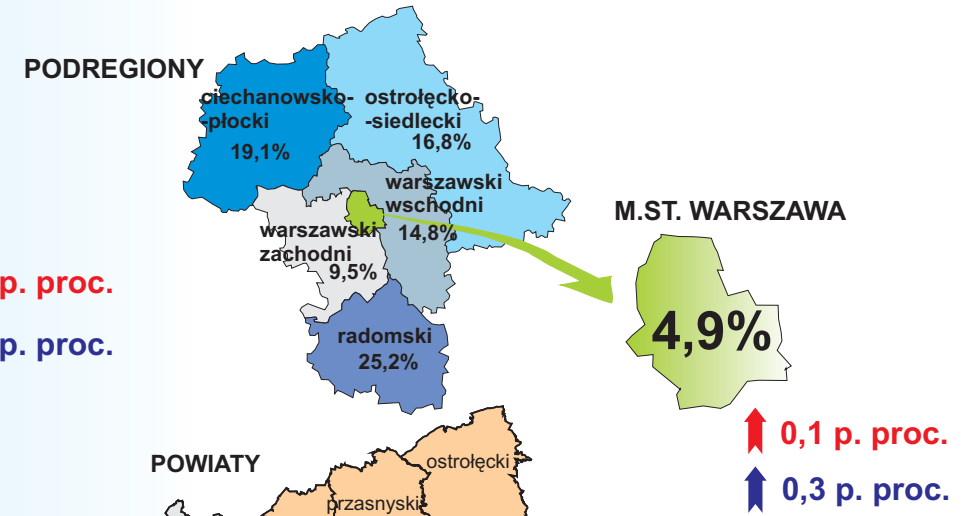 PODREGIONY
ciechanowsko-
-płocki
19,1%
ostrołęcko-
-siedlecki
16,8%
warszawski
wschodni
14,8%
warszawski
zachodni
9,5%
radomski
25,2%
M.ST. WARSZAWA
4,9%
p. proc.
p. proc.
0,1 p. proc.
0,3 p. proc.
POWIATY
ostrołęcki
przasnyski